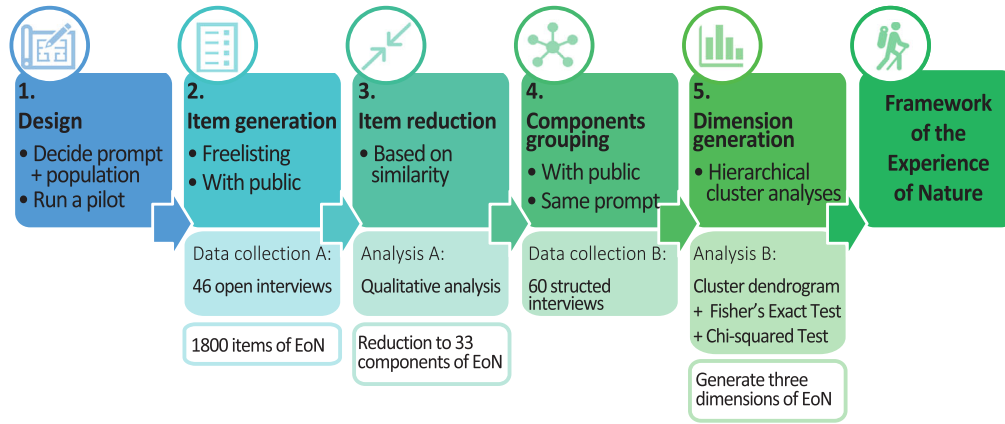 1.
Design
• Decide prompt
+ population
• Run a pilot
2.
Item generation
• Freelisting
• With public
Data collection A:
46 open interviews
1800 items of EoN
3.
Item reduction
• Based on
similarity
Analysis A:
Qualitative analysis
Reduction to 33
components of EoN
4.
Components
grouping
• With public
• Same prompt
Data collection B:
60 structed
interviews
5.
Dimension
generation
• Hierarchical
cluster analyses
Analysis B:
Cluster dendrogram
+ Fisher's Exact Test
+ Chi-squared Test
Generate three
dimensions of EoN
Framework
of the
Experience
of Nature